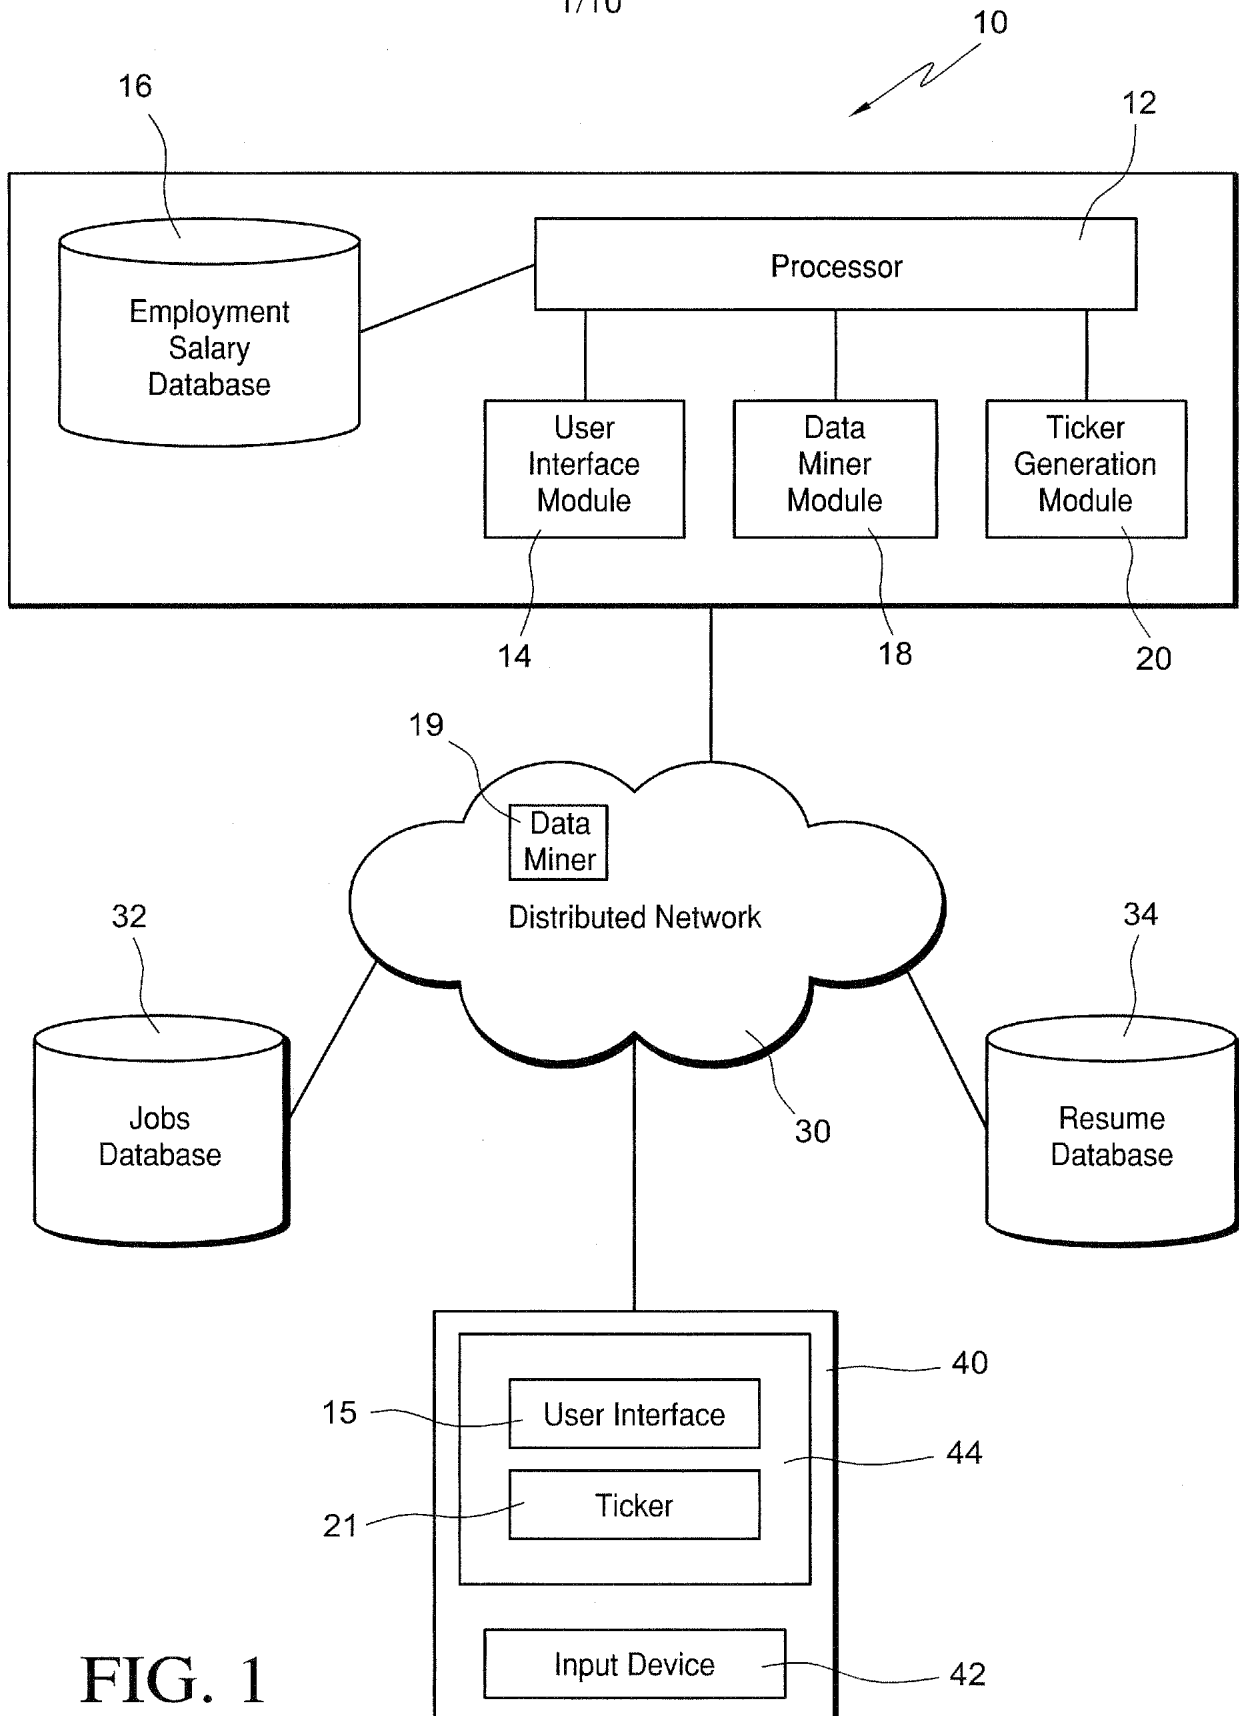 1/10
10
16
12
Processor
Employment
Salary
Database
User
Interface
Module
Data
Miner
Module
Ticker
Generation
Module
14
18
20
19
Data
Miner
Distributed Network
32
34
Jobs
Database
30
Resume
Database
40
15
User Interface
44
21
Ticker
Input Device
42
FIG. 1